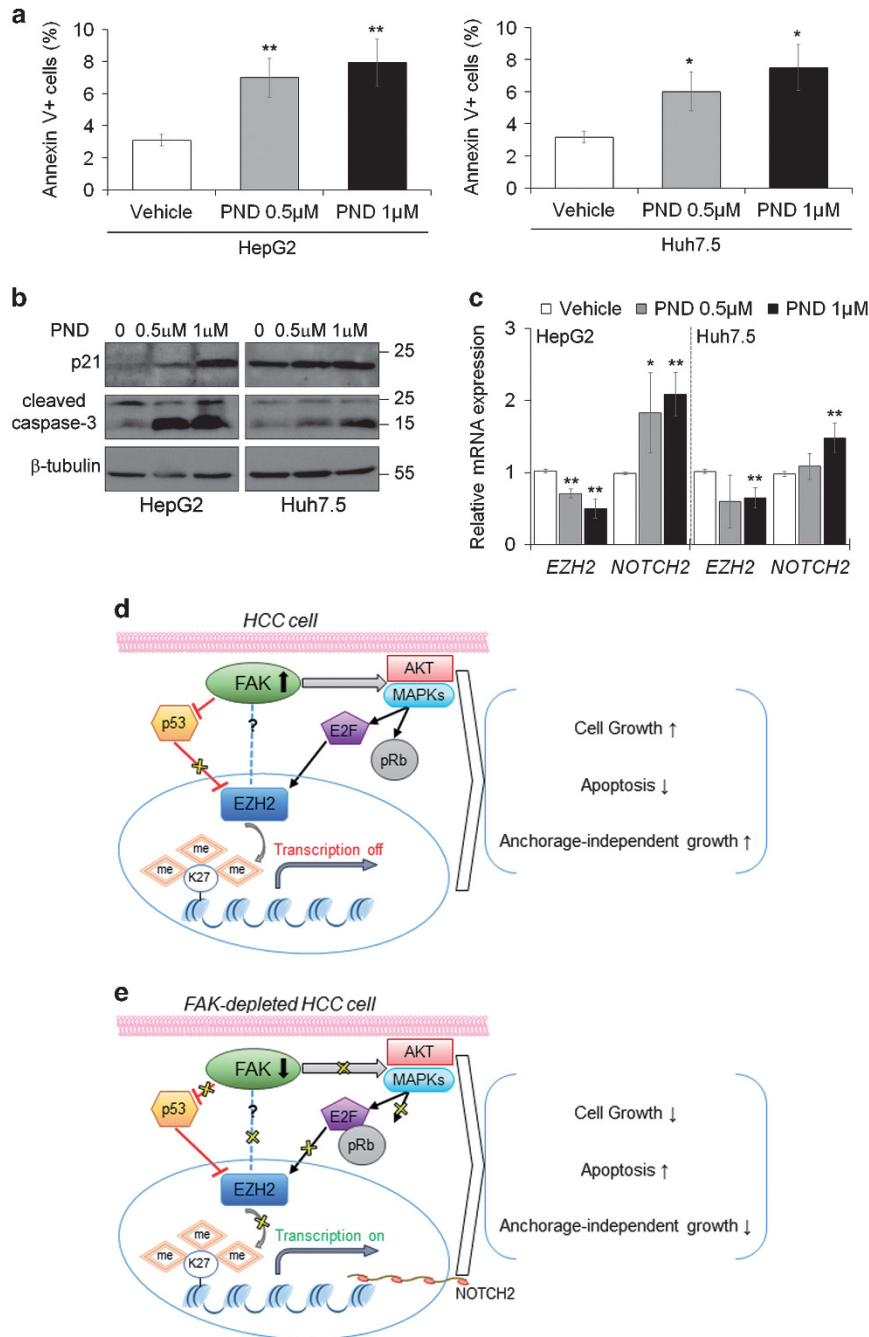 a
Annexin V+ cells (%)
10
8
6
4
2
0
**
**
Vehicle PND 0.5µM PND 1µM
HepG2
Annexin V+ cells (%)
10
8
6
4
2
0
*
*
Vehicle PND 0.5µM PND 1µM
Huh7.5
b
PND 0 0.5uM 1uM 0 0.5uM 1uM
p21
25
cleaved
caspase-3
25
15
β-tubulin
55
HepG2 Huh7.5
c
Vehicle PND 0.5µM PND 1µM
HepG2 Huh7.5
Relative mRNA expression
3
2
1
0
** ** * ** ** **
EZH2 NOTCH2 EZH2 NOTCH2
d
HCC cell
FAK
AKT
MAPKs
p53
?
E2F
pRb
EZH2
me
me me
K27
Transcription off
Cell Growth ↑
Apoptosis ↓
Anchorage-independent growth ↑
e
FAK-depleted HCC cell
FAK
AKT
MAPKs
p53
?
E2F
pRb
EZH2
me
me me
K27
Transcription on
NOTCH2
Cell Growth ↓
Apoptosis ↑
Anchorage-independent growth ↓